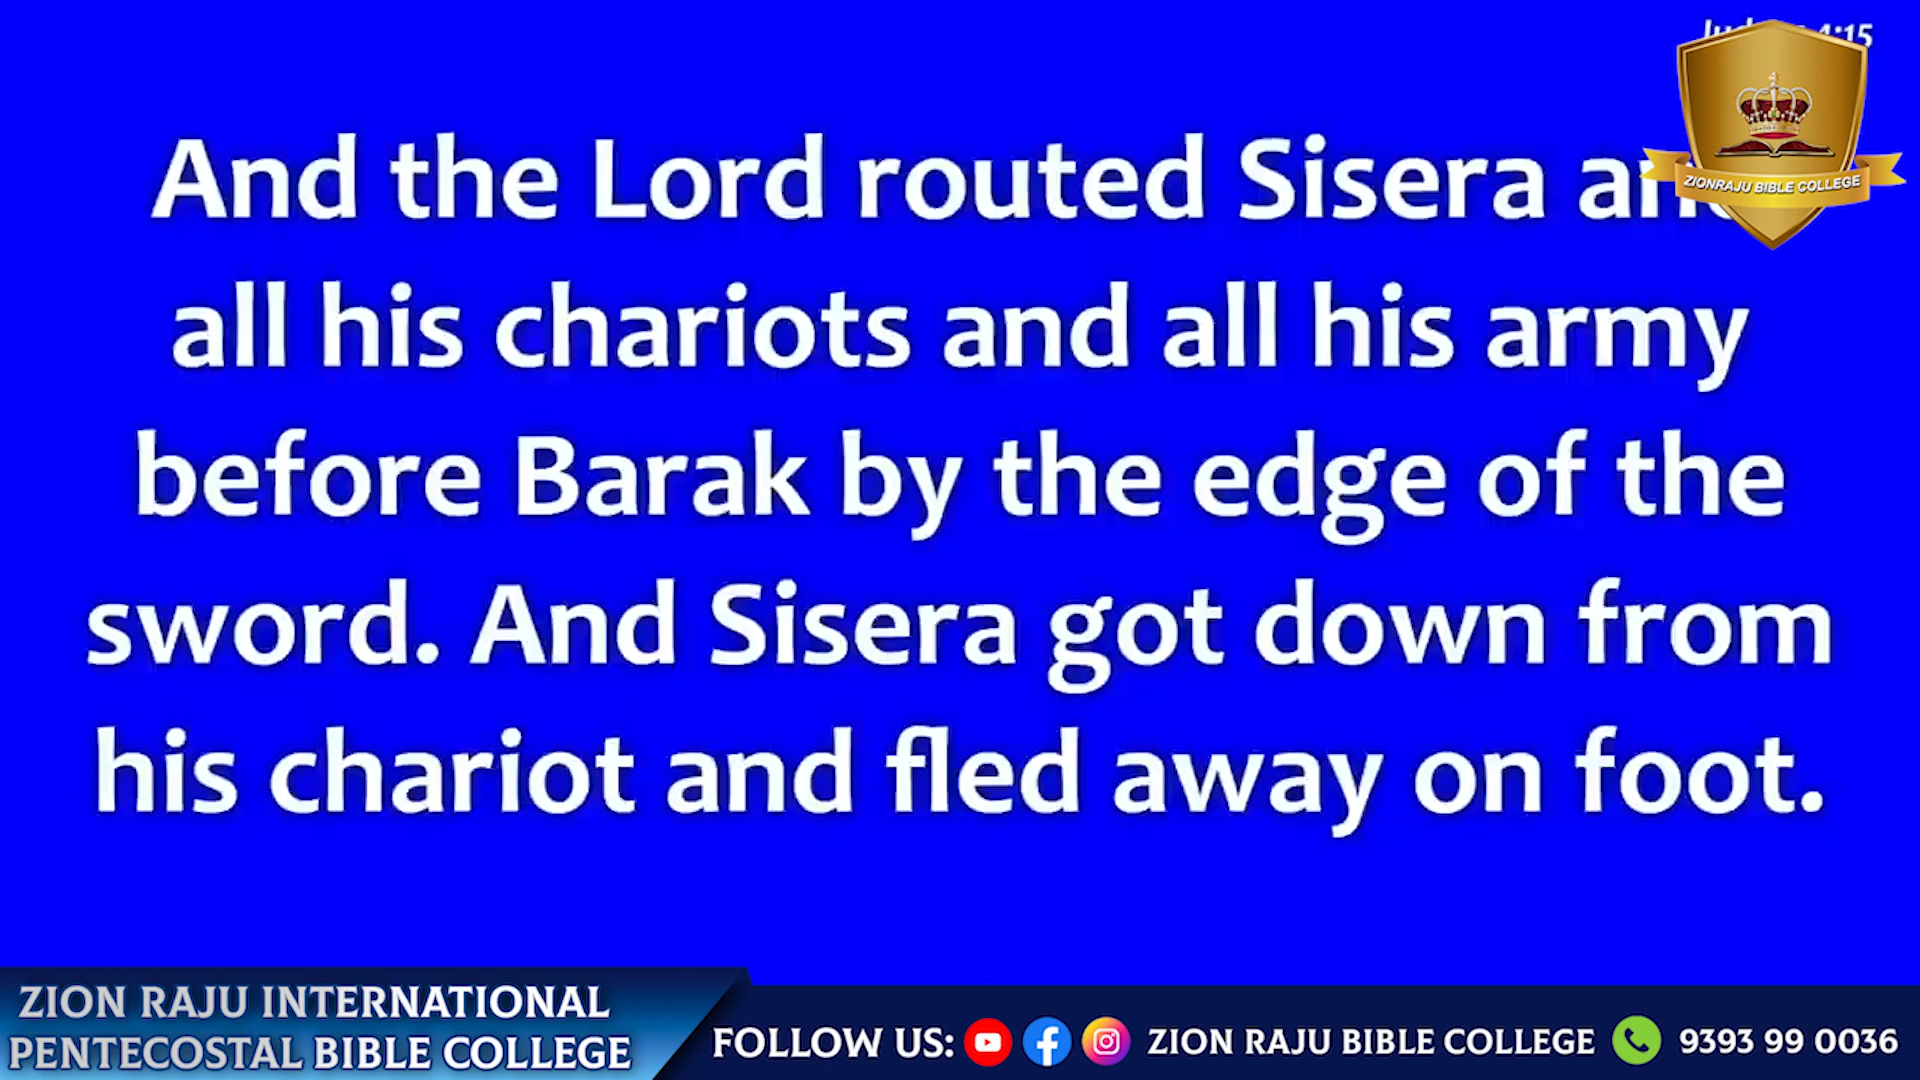 4:15
And the Lord routed Sisera
all his chariots and all his army
before Barak by the edge of the
sword. And Sisera got down from
his chariot and fled away on foot.
ZIONRAJU BIBLE COLLEGE
ZION RAJU INTERNATIONAL
PENTECOSTAL BIBLE COLLEGE
FOLLOW US: ZION RAJU BIBLE COLLEGE 9393 99 0036